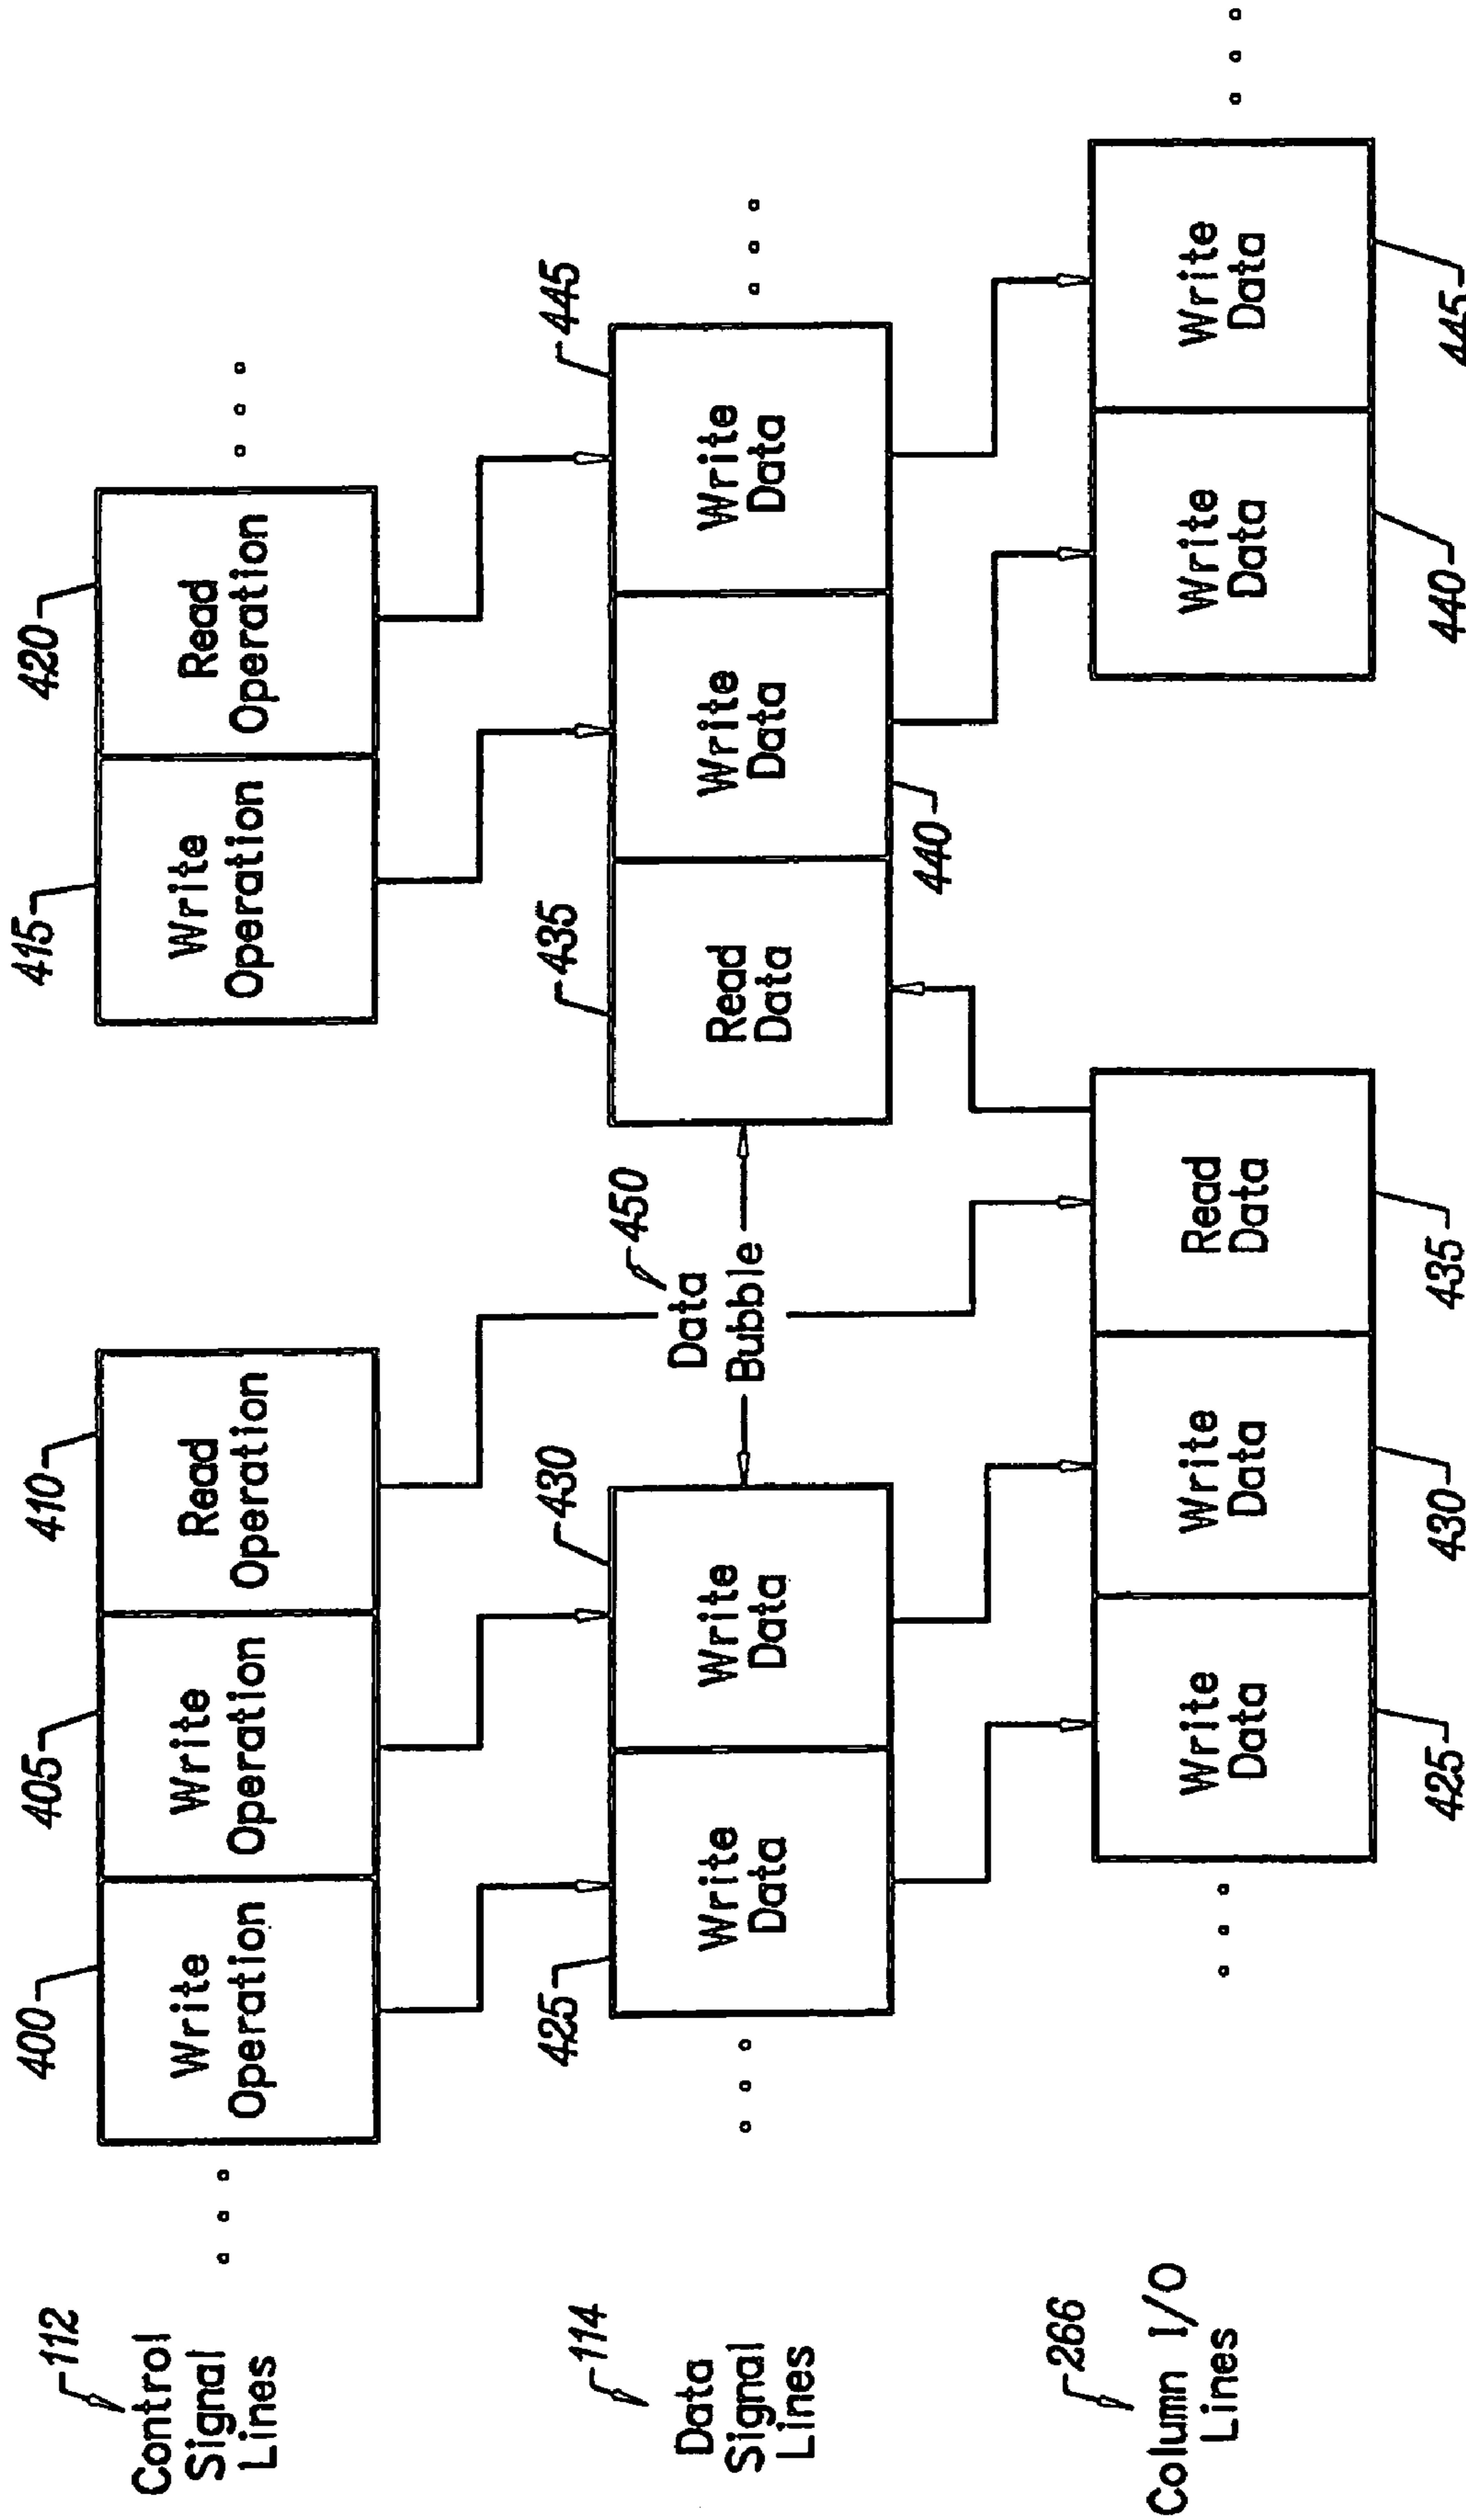 112
Control
Signal
Lines
400
Write
Operation
405
Write
Operation
410
Read
Operation
415
Write
Operation
420
Read
Operation
114
Data
Signal
Lines
425
Write
Data
430
Write
Data
450
Data
Bubble
435
Read
Data
440
Write
Data
445
Write
Data
266
Column I/O
Lines
Write
Data
425
Write
Data
430
Read
Data
435
Write
Data
440
Write
Data
445